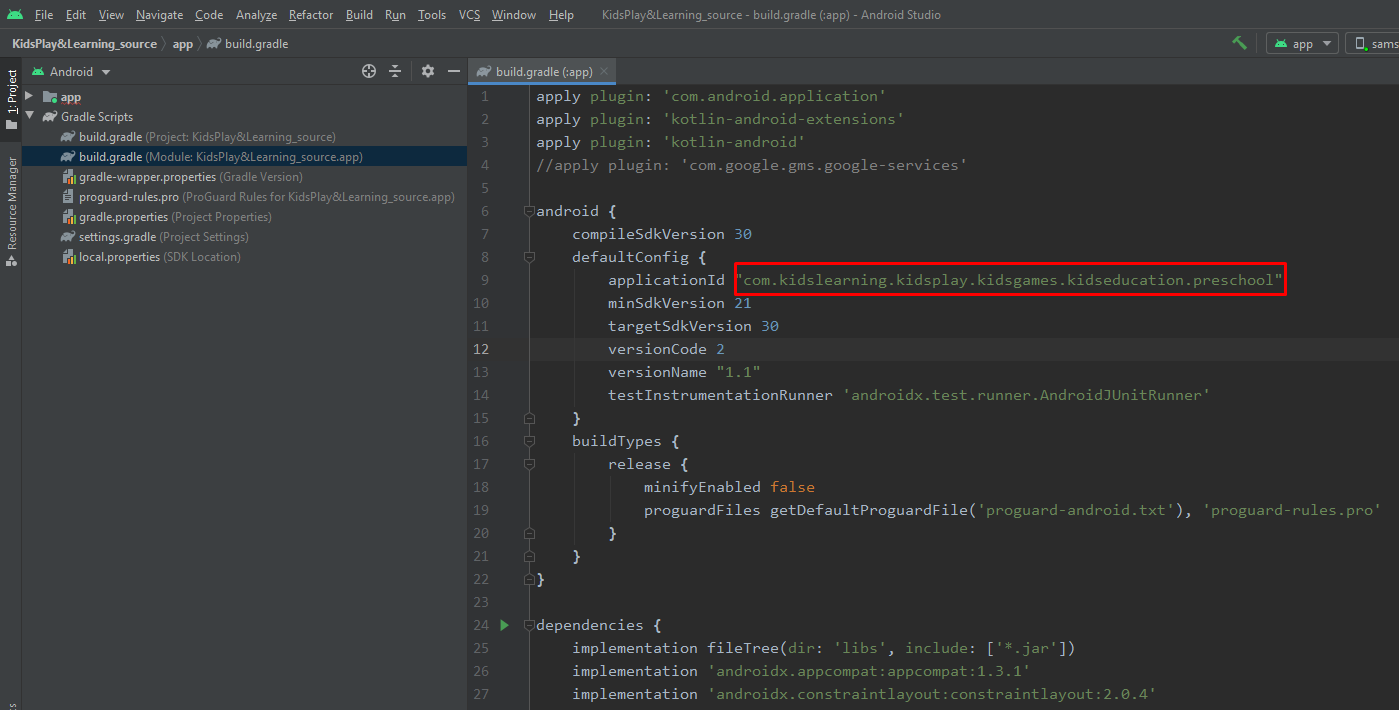 File Edit View Navigate Code Analyze Refactor Build Run Tools VCS Window Help KidsPlay&Learning_source - build.gradle (:app) - Android Studio
KidsPlay&Learning_source app build.gradle
app
sams
1: Project
Resource Manager
Android
app
Gradle Scripts
build.gradle (Project: KidsPlay&Learning_source)
build.gradle (Module: KidsPlay&Learning_source.app)
gradle-wrapper.properties (Gradle Version)
proguard-rules.pro (ProGuard Rules for KidsPlay&Learning_source.app)
gradle.properties (Project Properties)
settings.gradle (Project Settings)
local.properties (SDK Location)
build.gradle (:app)
1 apply plugin: 'com.android.application'
2 apply plugin: 'kotlin-android-extensions'
3 apply plugin: 'kotlin-android'
4 //apply plugin: 'com.google.gms.google-services'
5
6 android {
7 compileSdkVersion 30
8 defaultConfig {
9 applicationId "com.kidslearning.kidsplay.kidsgames.kidseducation.preschool"
10 minSdkVersion 21
11 targetSdkVersion 30
12 versionCode 2
13 versionName "1.1"
14 testInstrumentationRunner 'androidx.test.runner.AndroidJUnitRunner'
15 }
16 buildTypes {
17 release {
18 minifyEnabled false
19 proguardFiles getDefaultProguardFile('proguard-android.txt'), 'proguard-rules.pro'
20 }
21 }
22 }
23
24 dependencies {
25 implementation fileTree(dir: 'libs', include: ['*.jar'])
26 implementation 'androidx.appcompat:appcompat:1.3.1'
27 implementation 'androidx.constraintlayout:constraintlayout:2.0.4'